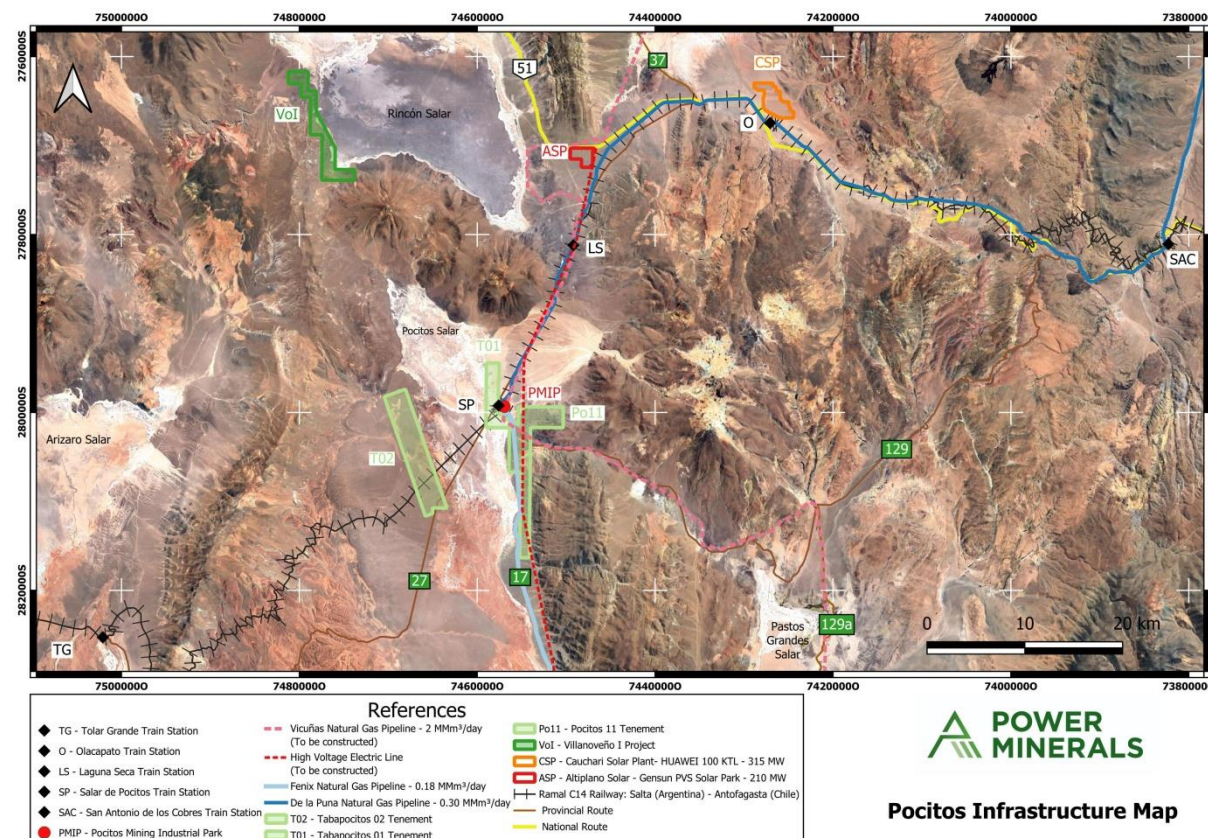 75000000 74800000 74600000 74400000 74200000 74000000 73800000
2760000S
2780000S
2800000S
2820000S
51
37
CSP
VoI
Rincón Salar
O
ASP
LS
SAC
Pocitos Salar
T01
SP
PMIP
Po11
Arizaro Salar
T02
129
27
17
129a
Pastos
Grandes
Salar
TG
0 10 20 km
75000000 74800000 74600000 74400000 74200000 74000000 73800000
References
TG - Tolar Grande Train Station
O - Olacapato Train Station
LS - Laguna Seca Train Station
SP - Salar de Pocitos Train Station
SAC - San Antonio de los Cobres Train Station
PMIP - Pocitos Mining Industrial Park
Vicuñas Natural Gas Pipeline - 2 MMm³/day
(To be constructed)
High Voltage Electric Line
(To be constructed)
Fenix Natural Gas Pipeline - 0.18 MMm³/day
De la Puna Natural Gas Pipeline - 0.30 MMm³/day
T02 - Tabapocitos 02 Tenement
T01 - Tabapocitos 01 Tenement
Po11 - Pocitos 11 Tenement
VoI - Villanoveño I Project
CSP - Cauchari Solar Plant- HUAWEI 100 KTL - 315 MW
ASP - Altiplano Solar - Gensun PVS Solar Park - 210 MW
Ramal C14 Railway: Salta (Argentina) - Antofagasta (Chile)
Provincial Route
National Route
POWER
MINERALS
Pocitos Infrastructure Map